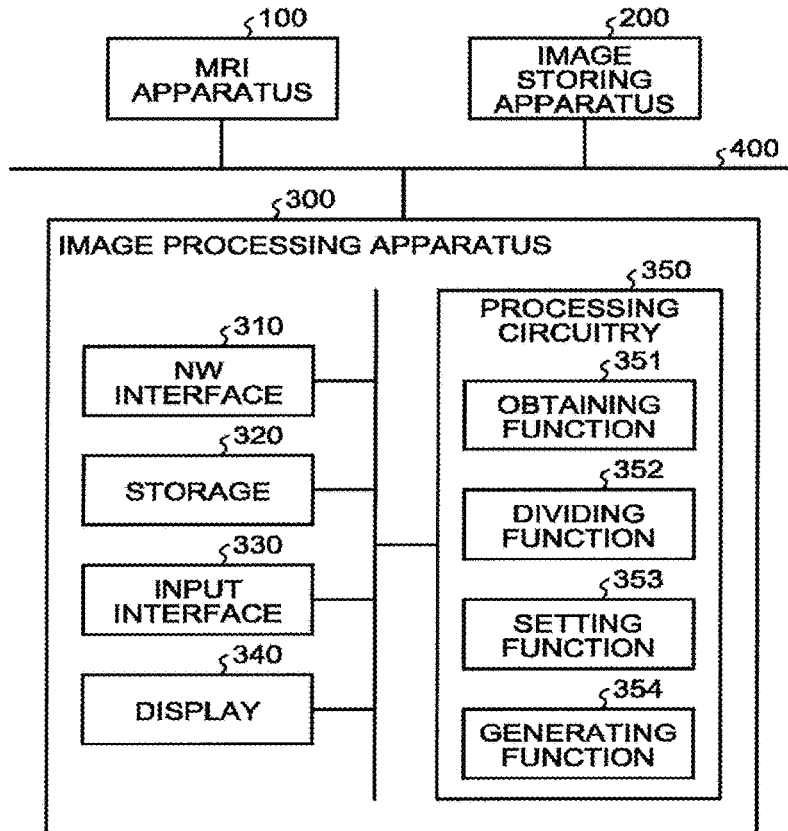 100
MRI
APPARATUS
200
IMAGE
STORING
APPARATUS
400
300
IMAGE PROCESSING APPARATUS
310
NW
INTERFACE
320
STORAGE
330
INPUT
INTERFACE
340
DISPLAY
350
PROCESSING
CIRCUITRY
351
OBTAINING
FUNCTION
352
DIVIDING
FUNCTION
353
SETTING
FUNCTION
354
GENERATING
FUNCTION